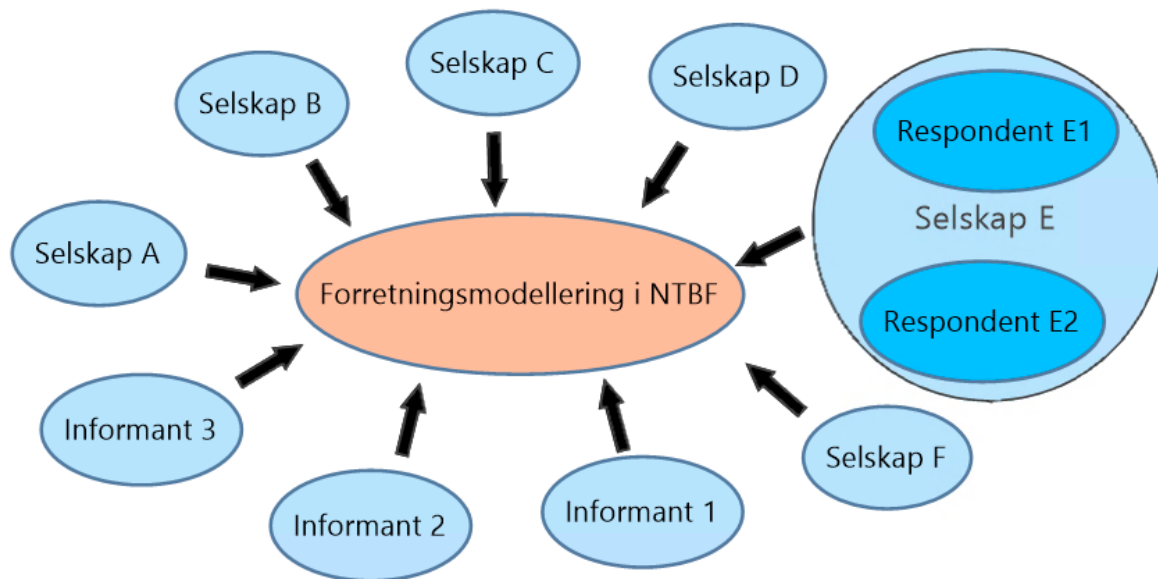 Selskap C
Selskap D
Selskap B
Respondent E1
Selskap E
Selskap A
Forretningsmodellering i NTBF
Respondent E2
Informant 3
Selskap F
Informant 2
Informant 1